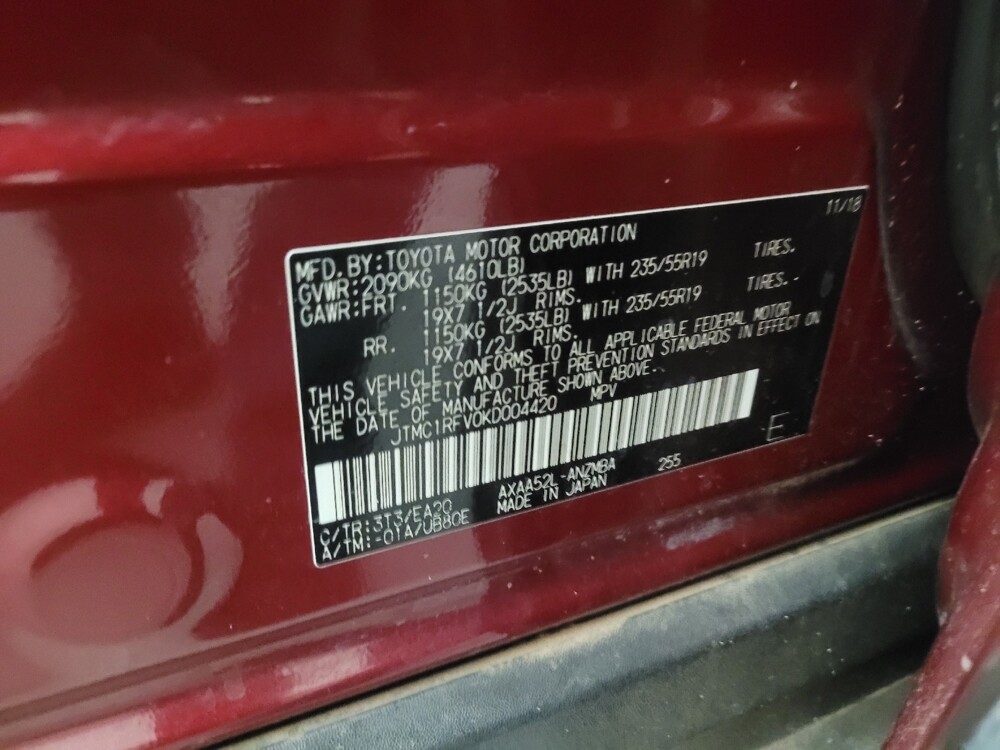 11/18
MFD.BY:TOYOTA MOTOR CORPORATION
GVWR:2090KG (4610LB)
GAWR:FRT. 1150KG (2535LB) WITH 235/55R19 TIRES.
19X7 1/2J RIMS.
RR. 1150KG (2535LB) WITH 235/55R19 TIRES.
19X7 1/2J RIMS.
THIS VEHICLE CONFORMS TO ALL APPLICABLE FEDERAL MOTOR
VEHICLE SAFETY AND THEFT PREVENTION STANDARDS IN EFFECT ON
THE DATE OF MANUFACTURE SHOWN ABOVE.
JTMC1RFV0KD004420 MPV
E
C/TR:3T3/EA20 AXAA52L-ANZMBA 255
A/TM:-01A/UB80E MADE IN JAPAN